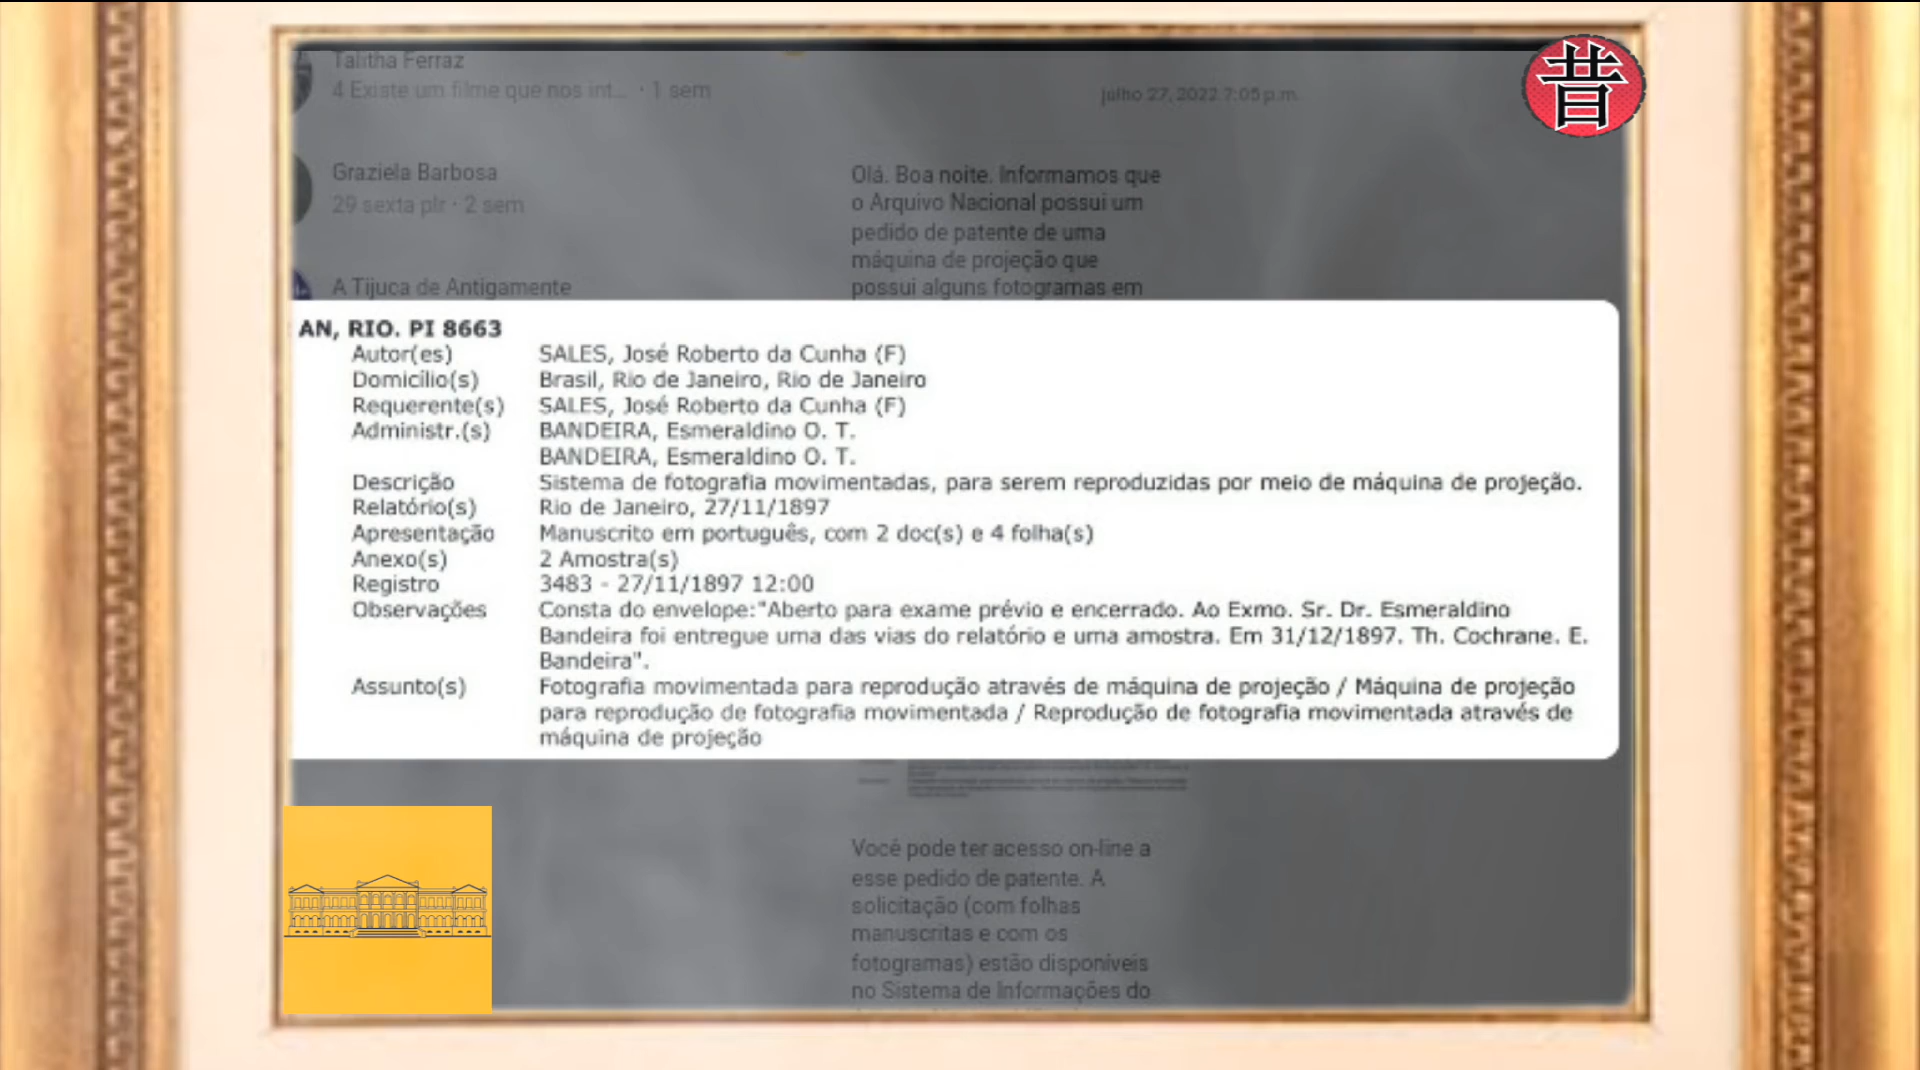 昔
Talitha Ferraz
4 Existe um filme que nos int... · 1 sem
julho 27, 2022 7:05 p.m.
Graziela Barbosa
29 sexta plr · 2 sem
A Tijuca de Antigamente
Olá. Boa noite. Informamos que
o Arquivo Nacional possui um
pedido de patente de uma
máquina de projeção que
possui alguns fotogramas em
AN, RIO. PI 8663
Autor(es) SALES, José Roberto da Cunha (F)
Domicílio(s) Brasil, Rio de Janeiro, Rio de Janeiro
Requerente(s) SALES, José Roberto da Cunha (F)
Administr.(s) BANDEIRA, Esmeraldino O. T.
BANDEIRA, Esmeraldino O. T.
Descrição Sistema de fotografia movimentadas, para serem reproduzidas por meio de máquina de projeção.
Relatório(s) Rio de Janeiro, 27/11/1897
Apresentação Manuscrito em português, com 2 doc(s) e 4 folha(s)
Anexo(s) 2 Amostra(s)
Registro 3483 - 27/11/1897 12:00
Observações Consta do envelope:"Aberto para exame prévio e encerrado. Ao Exmo. Sr. Dr. Esmeraldino
Bandeira foi entregue uma das vias do relatório e uma amostra. Em 31/12/1897. Th. Cochrane. E.
Bandeira".
Assunto(s) Fotografia movimentada para reprodução através de máquina de projeção / Máquina de projeção
para reprodução de fotografia movimentada / Reprodução de fotografia movimentada através de
máquina de projeção
Você pode ter acesso on-line a
esse pedido de patente. A
solicitação (com folhas
manuscritas e com os
fotogramas) estão disponíveis
no Sistema de Informações do